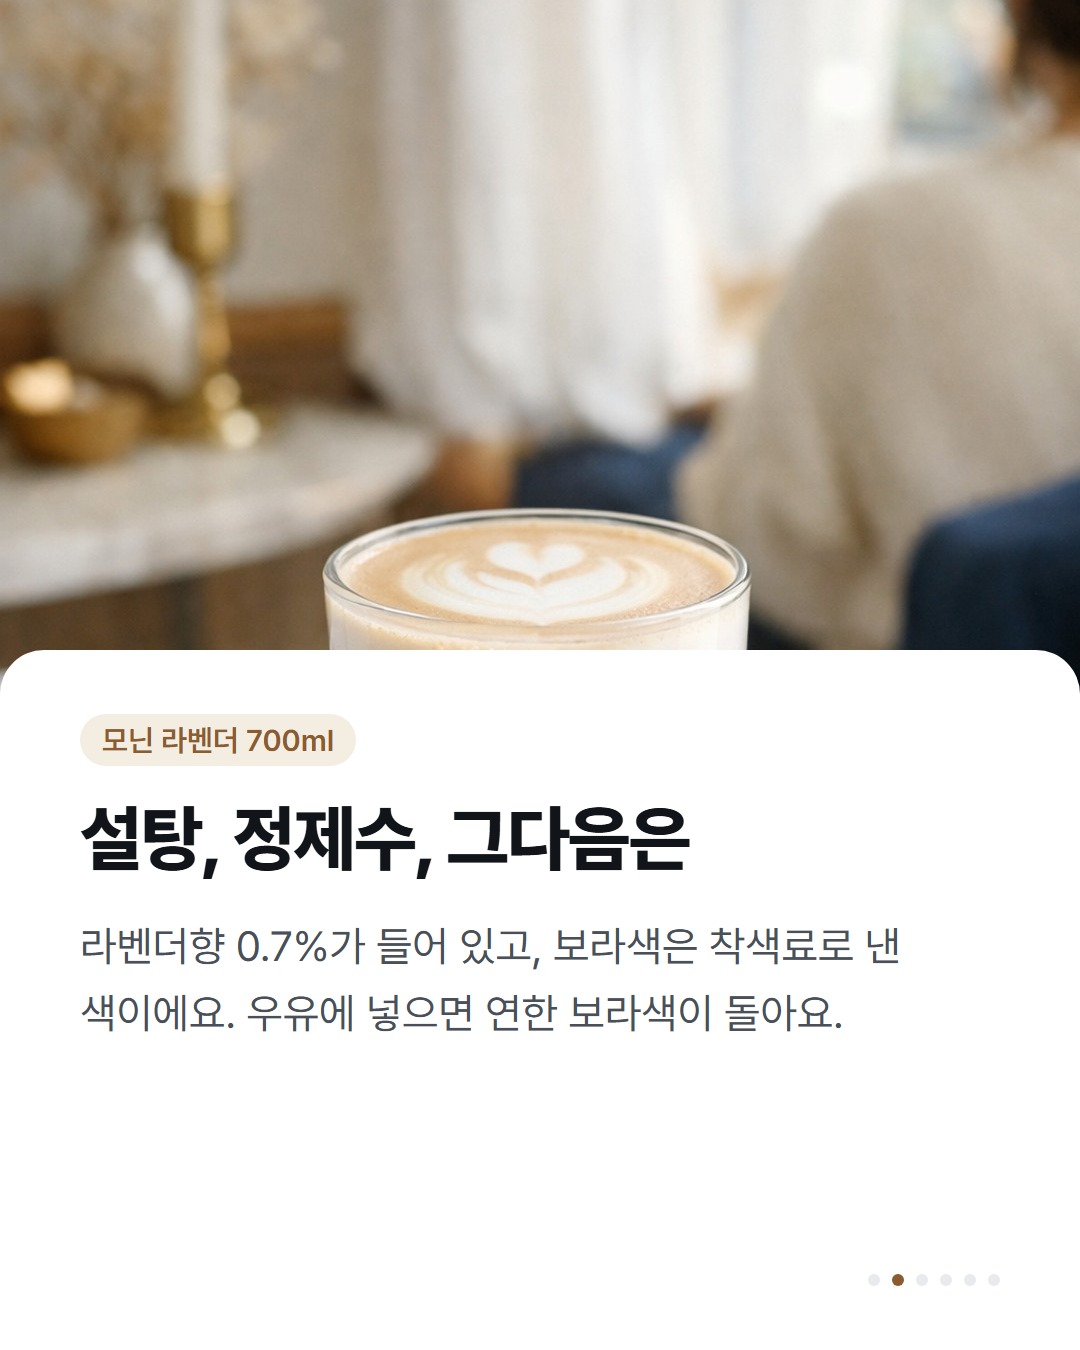 모닌 라벤더 700ml
설탕, 정제수, 그다음은
라벤더향 0.7%가 들어 있고, 보라색은 착색료로 낸
색이에요. 우유에 넣으면 연한 보라색이 돌아요.